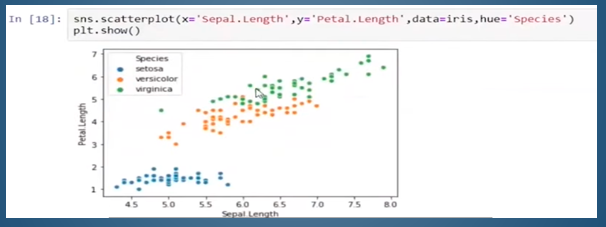 In [18]: sns.scatterplot(x='Sepal.Length',y='Petal.Length',data=iris,hue='Species')
plt.show()
Species
setosa
versicolor
virginica
7
6
5
4
3
2
1
Petal.Length
4.5 5.0 5.5 6.0 6.5 7.0 7.5 8.0
Sepal.Length